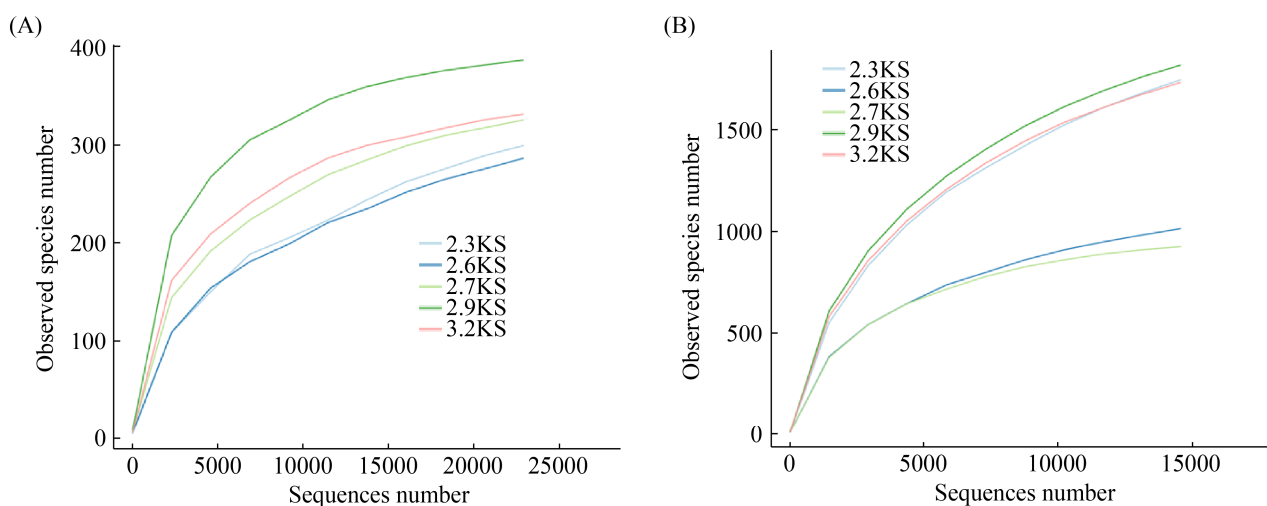 (A)
400
300
200
100
0
Observed species number
2.3KS
2.6KS
2.7KS
2.9KS
3.2KS
0 5000 10000 15000 20000 25000
Sequences number
(B)
1500
1000
500
0
Observed species number
2.3KS
2.6KS
2.7KS
2.9KS
3.2KS
0 5000 10000 15000
Sequences number